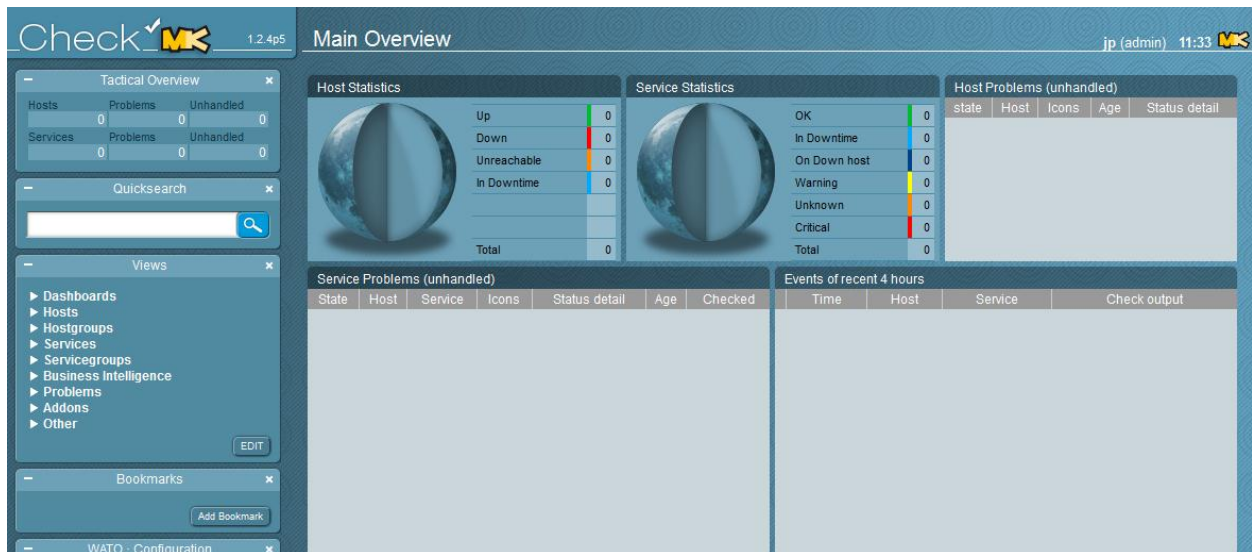 Check MK 1.2.4p5
Main Overview
jp (admin) 11:33 MK
Tactical Overview
Hosts Problems Unhandled
0 0 0
Services Problems Unhandled
0 0 0
Quicksearch
Views
Dashboards
Hosts
Hostgroups
Services
Servicegroups
Business Intelligence
Problems
Addons
Other
EDIT
Bookmarks
Add Bookmark
WATO · Configuration
Host Statistics
Up 0
Down 0
Unreachable 0
In Downtime 0
Total 0
Service Statistics
OK 0
In Downtime 0
On Down host 0
Warning 0
Unknown 0
Critical 0
Total 0
Host Problems (unhandled)
state Host Icons Age Status detail
Service Problems (unhandled)
State Host Service Icons Status detail Age Checked
Events of recent 4 hours
Time Host Service Check output